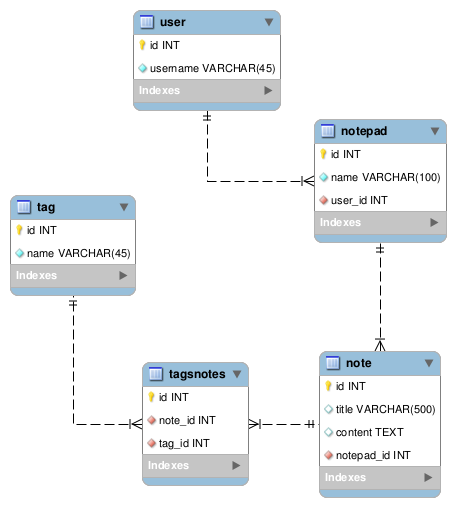 user
id INT
username VARCHAR(45)
Indexes
notepad
id INT
name VARCHAR(100)
user_id INT
Indexes
tag
id INT
name VARCHAR(45)
Indexes
tagsnotes
id INT
note_id INT
tag_id INT
Indexes
note
id INT
title VARCHAR(500)
content TEXT
notepad_id INT
Indexes